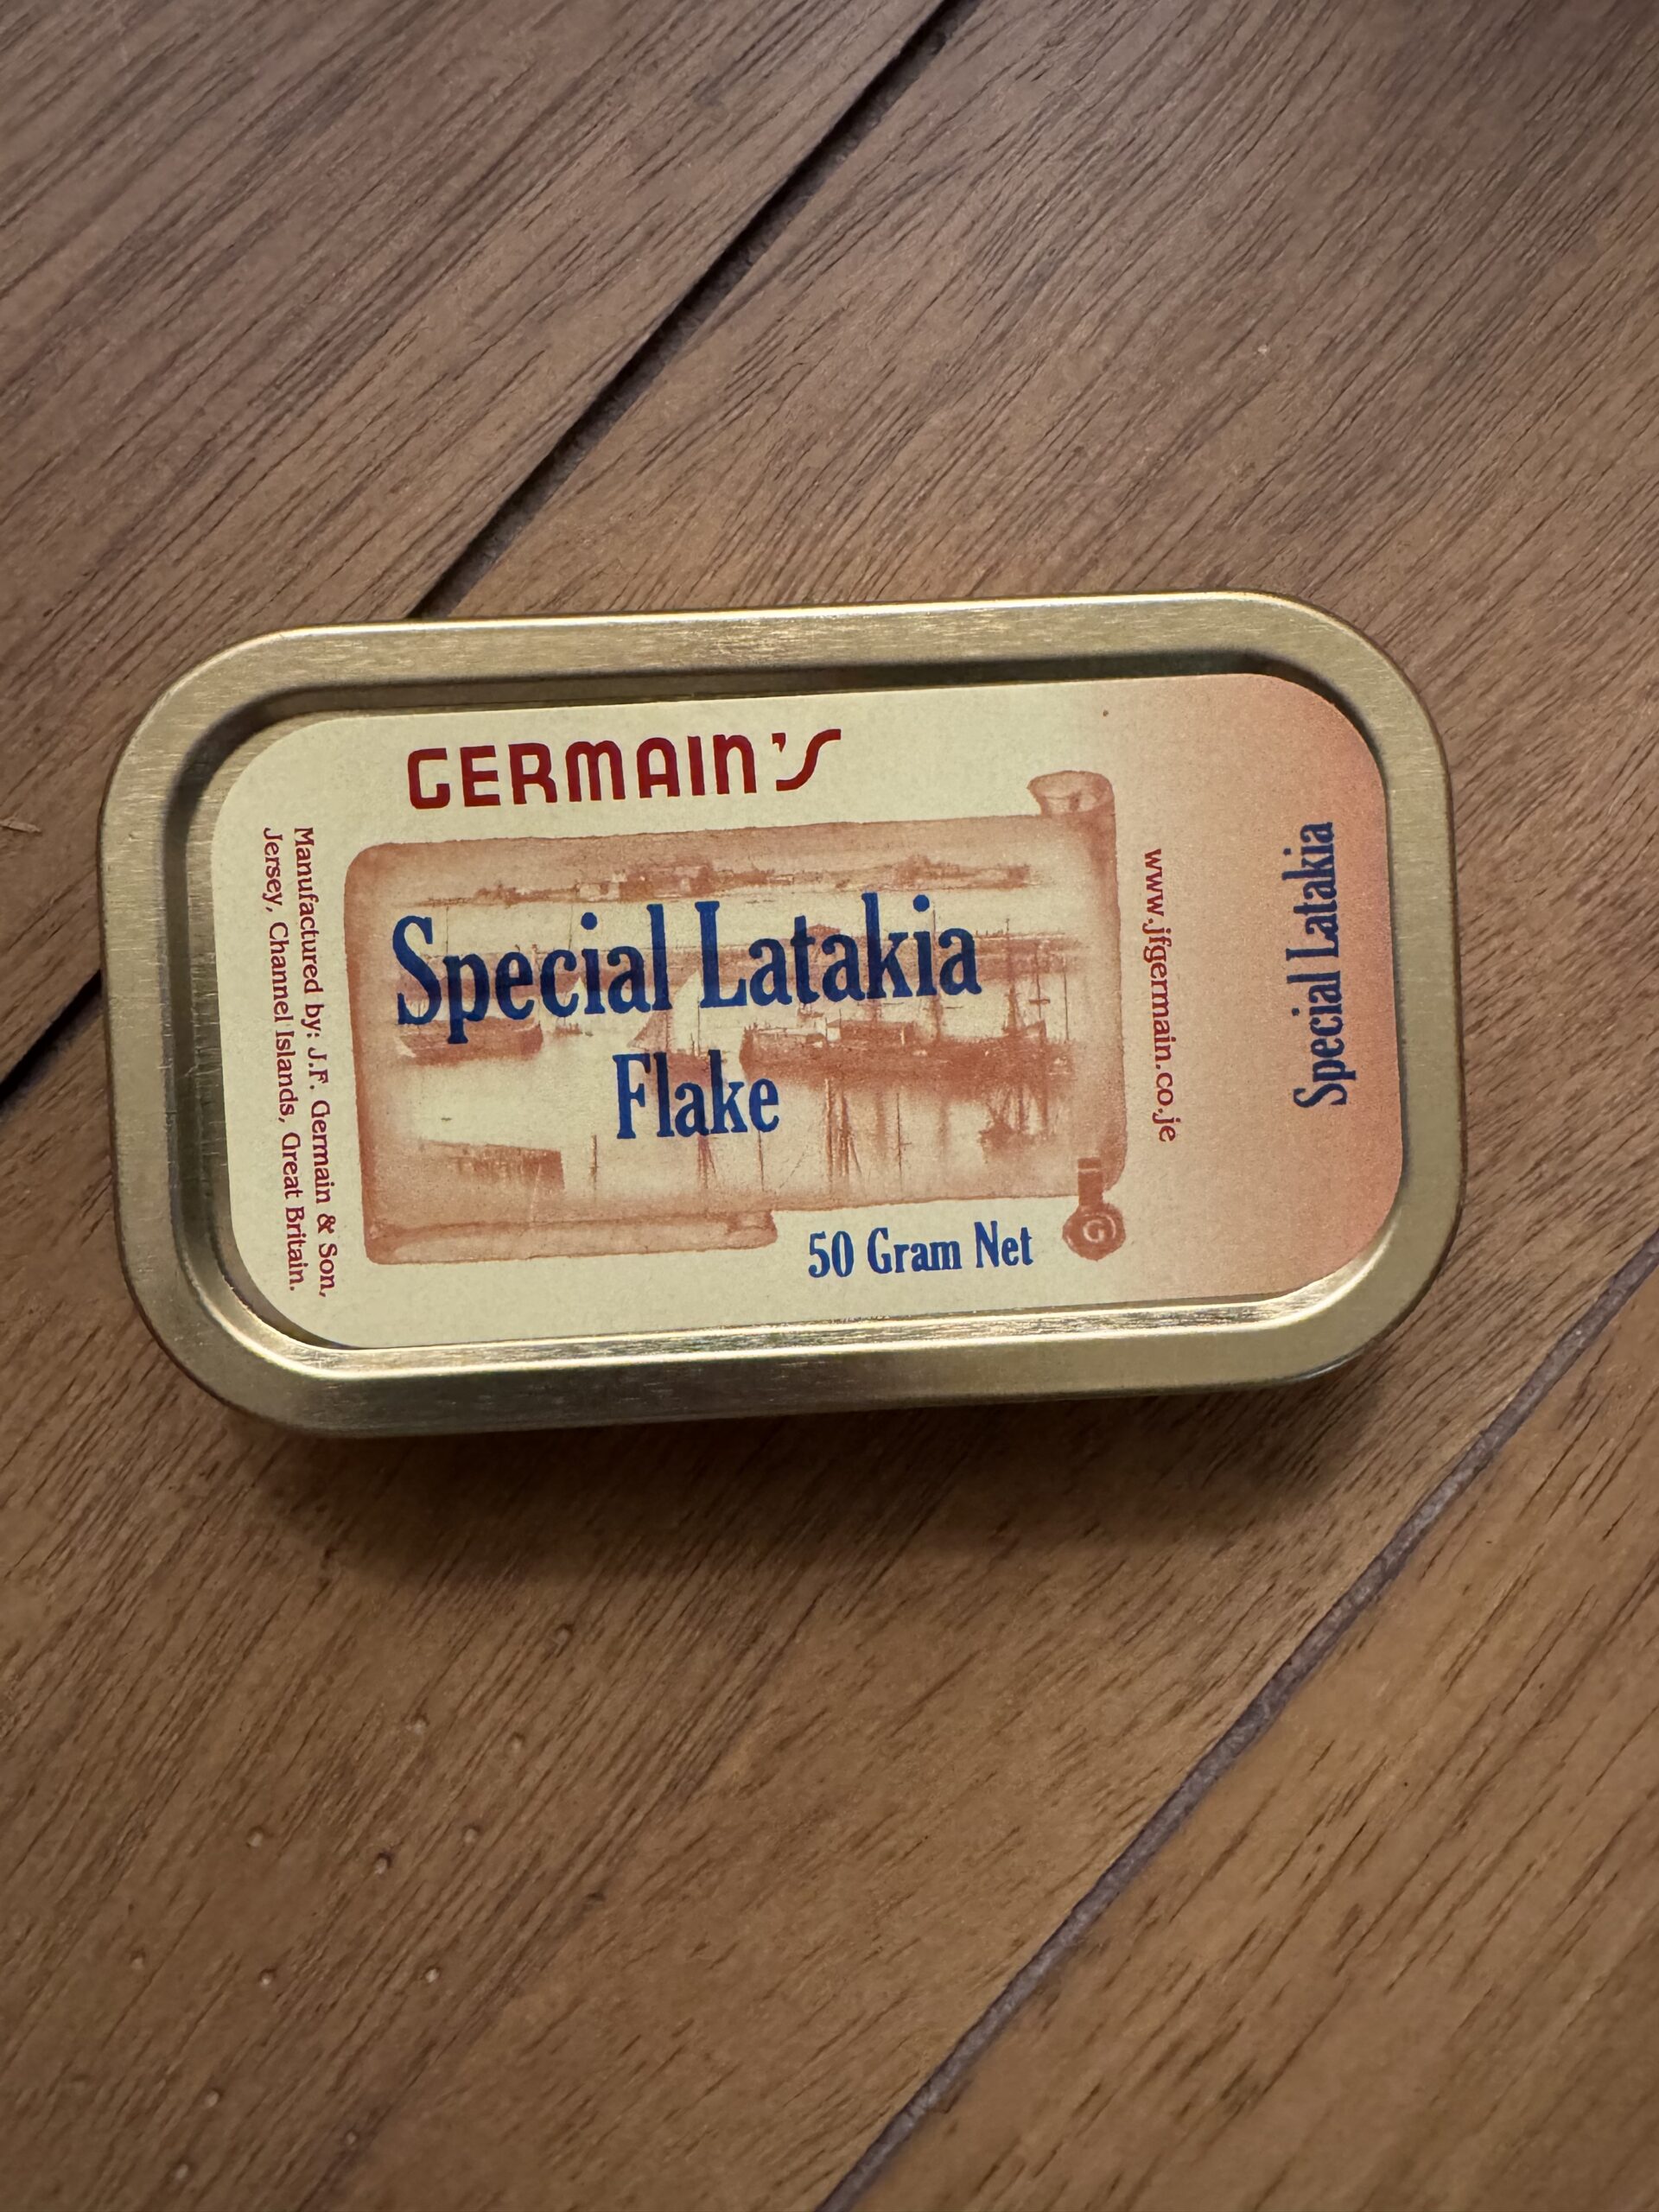 GERMAIN'S
Special Latakia
Flake
50 Gram Net
Manufactured by: J.F. Germain & Son,
Jersey, Channel Islands, Great Britain.
www.jfgermain.co.je
Special Latakia
G